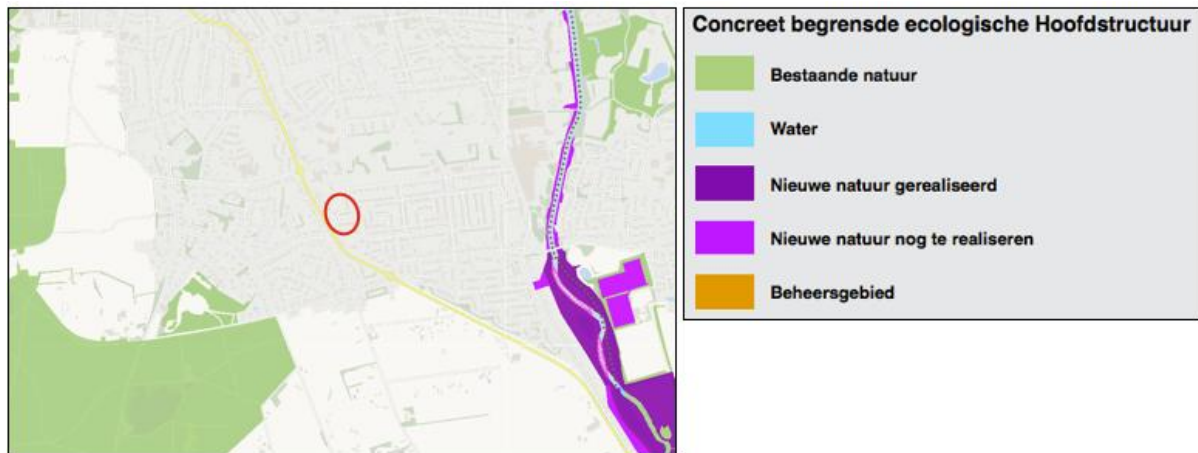 Concreet begrensde ecologische Hoofdstructuur
Bestaande natuur
Water
Nieuwe natuur gerealiseerd
Nieuwe natuur nog te realiseren
Beheersgebied